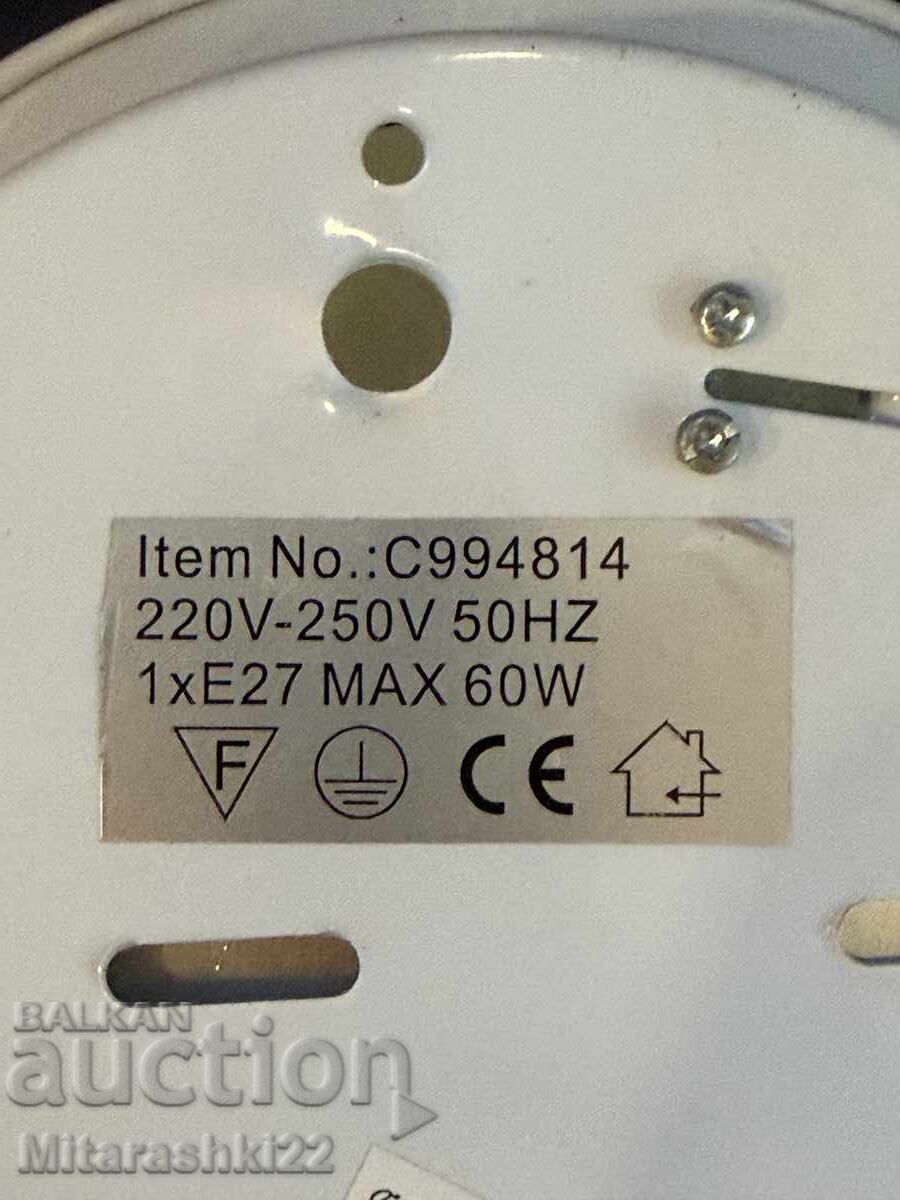 Item No.:C994814
220V-250V 50HZ
1xE27 MAX 60W
F CE
BALKAN
auction
Mitarashki22